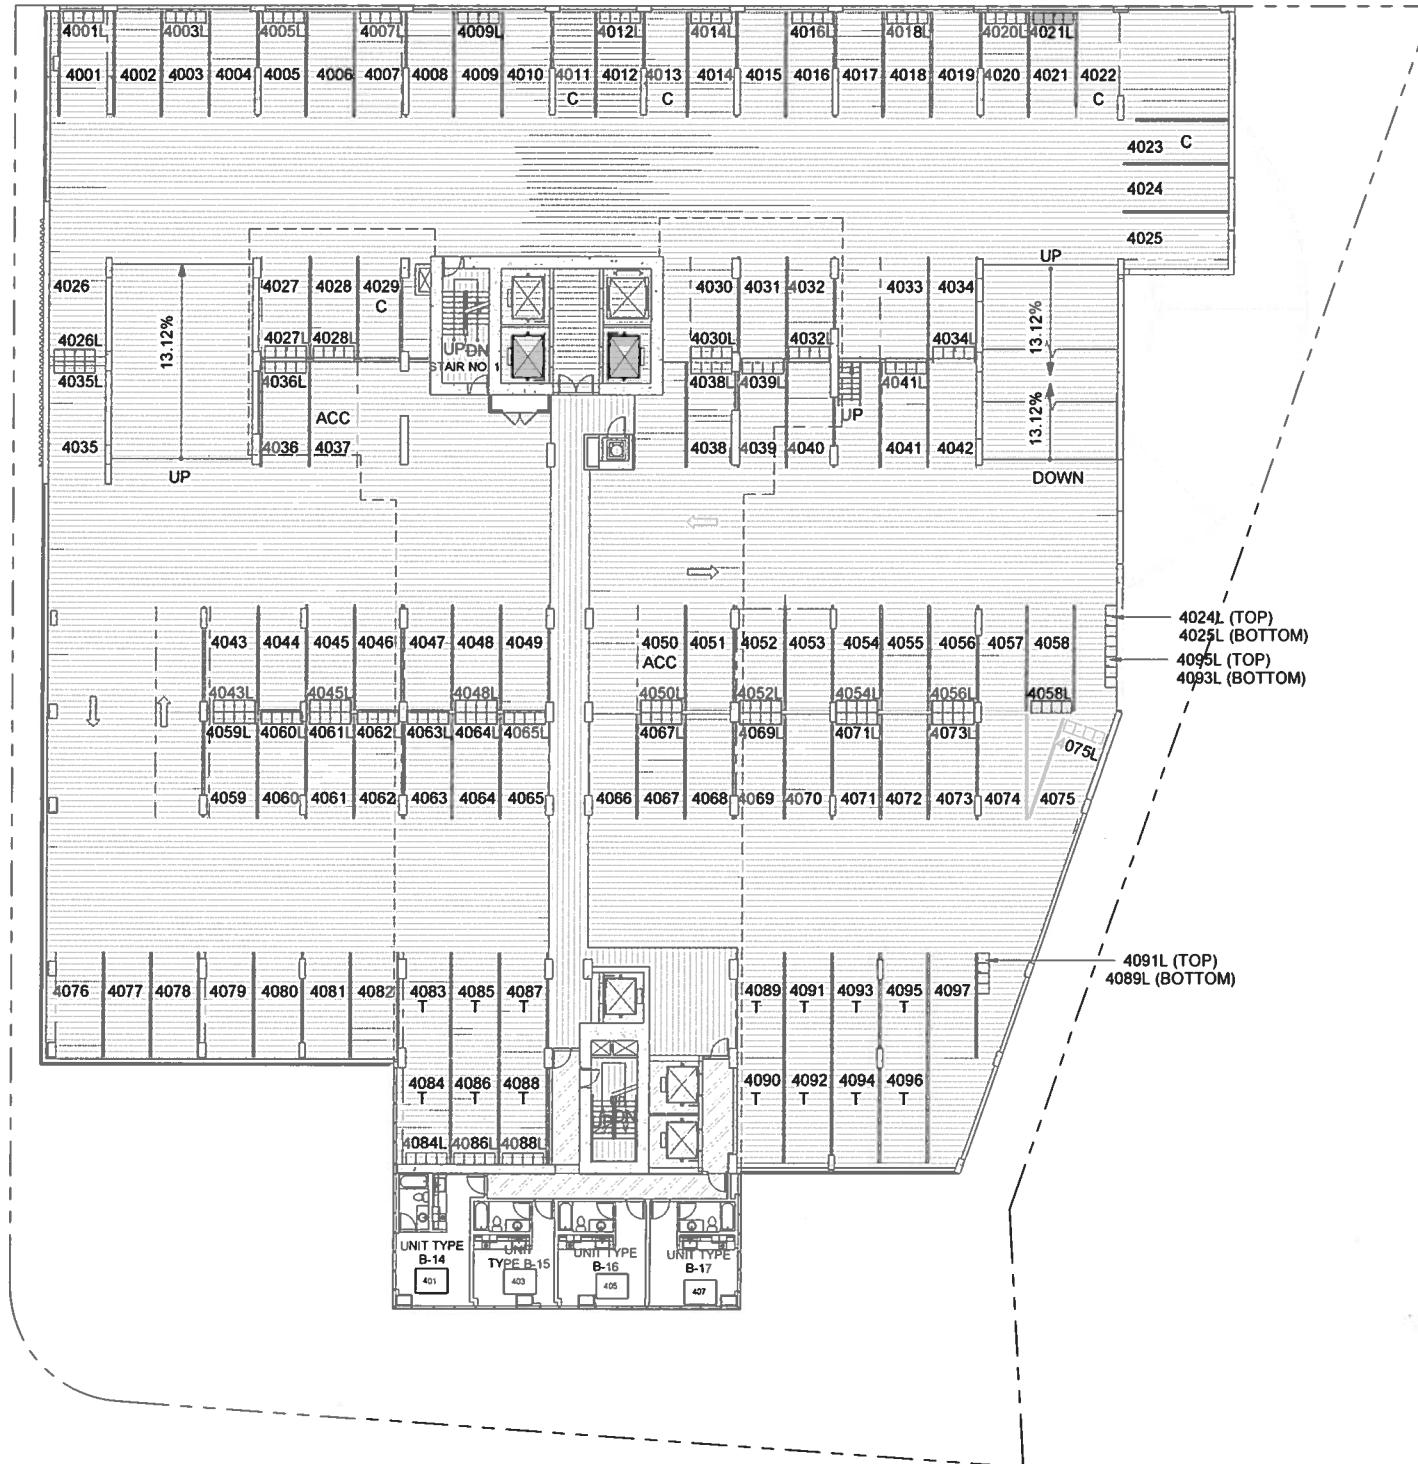 4001L 4003L 4005L 4007L 4009L 4012L 4014L 4016L 4018L 4020L 4021L
4001 4002 4003 4004 4005 4006 4007 4008 4009 4010 4011 4012 4013 4014 4015 4016 4017 4018 4019 4020 4021 4022
C C C
4023 C
4024
4025
UP
4026 4027 4028 4029 4030 4031 4032 4033 4034
C
13.12% 13.12%
4026L 4027L 4028L 4030L 4032L 4034L
UP DN
STAIR NO. 1
4035L 4036L 4038L 4039L 4041L
ACC UP 13.12%
4035 4036 4037 4038 4039 4040 4041 4042
UP DOWN
4024L (TOP)
4025L (BOTTOM)
4043 4044 4045 4046 4047 4048 4049 4050 4051 4052 4053 4054 4055 4056 4057 4058
ACC
4095L (TOP)
4093L (BOTTOM)
4043L 4045L 4048L 4050L 4052L 4054L 4056L 4058L
4059L 4060L 4061L 4062L 4063L 4064L 4065L 4067L 4069L 4071L 4073L 4075L
4059 4060 4061 4062 4063 4064 4065 4066 4067 4068 4069 4070 4071 4072 4073 4074 4075
4091L (TOP)
4089L (BOTTOM)
4076 4077 4078 4079 4080 4081 4082 4083 4085 4087 4089 4091 4093 4095 4097
T T T T T T T
4084 4086 4088 4090 4092 4094 4096
T T T T T T T
UP DN
4084L 4086L 4088L
UNIT TYPE
B-14
401
UNIT
TYPE B-15
403
UNIT TYPE
B-16
405
UNIT TYPE
B-17
407